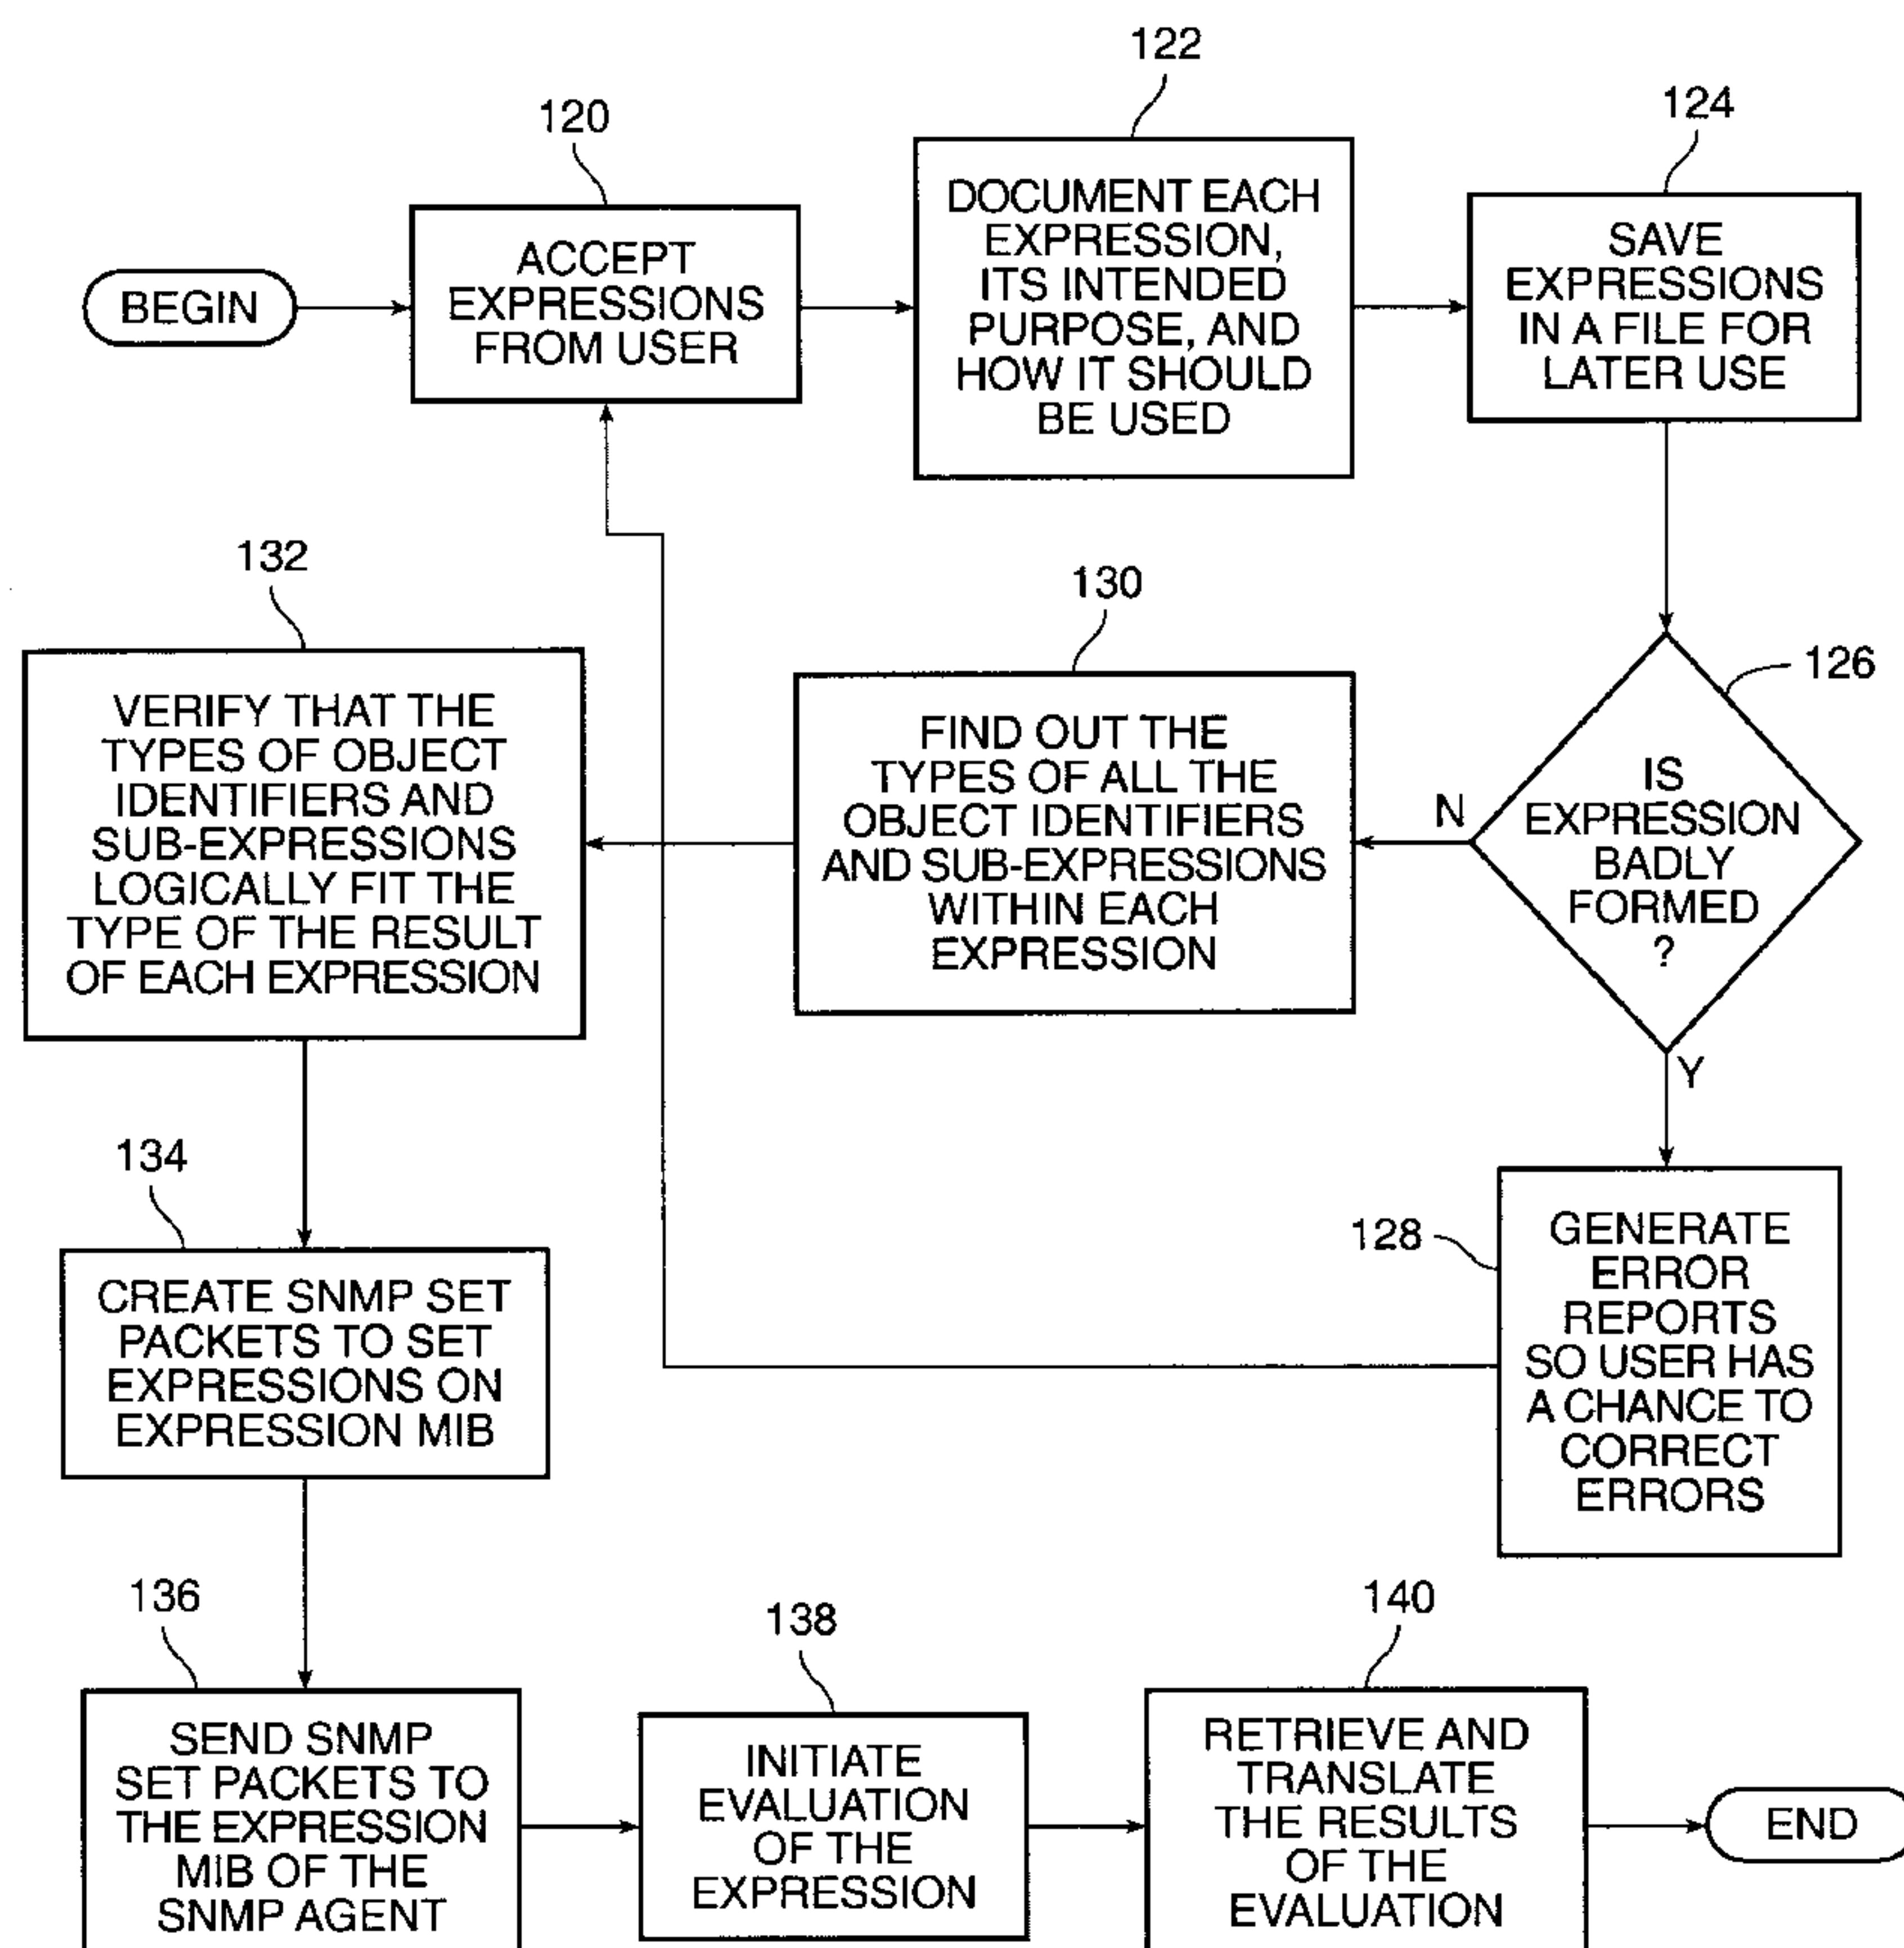 BEGIN
120
ACCEPT
EXPRESSIONS
FROM USER
122
DOCUMENT EACH
EXPRESSION,
ITS INTENDED
PURPOSE, AND
HOW IT SHOULD
BE USED
124
SAVE
EXPRESSIONS
IN A FILE FOR
LATER USE
126
IS
EXPRESSION
BADLY
FORMED
?
N
Y
128
GENERATE
ERROR
REPORTS
SO USER HAS
A CHANCE TO
CORRECT
ERRORS
130
FIND OUT THE
TYPES OF ALL THE
OBJECT IDENTIFIERS
AND SUB-EXPRESSIONS
WITHIN EACH
EXPRESSION
132
VERIFY THAT THE
TYPES OF OBJECT
IDENTIFIERS AND
SUB-EXPRESSIONS
LOGICALLY FIT THE
TYPE OF THE RESULT
OF EACH EXPRESSION
134
CREATE SNMP SET
PACKETS TO SET
EXPRESSIONS ON
EXPRESSION MIB
136
SEND SNMP
SET PACKETS TO
THE EXPRESSION
MIB OF THE
SNMP AGENT
138
INITIATE
EVALUATION
OF THE
EXPRESSION
140
RETRIEVE AND
TRANSLATE
THE RESULTS
OF THE
EVALUATION
END